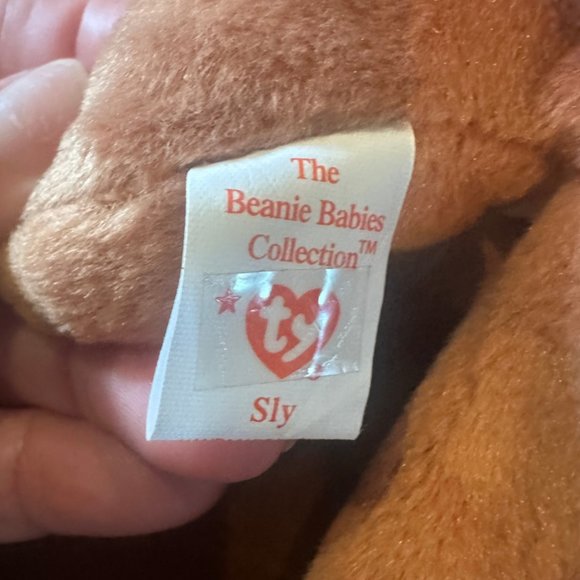 The
Beanie Babies
Collection™
ty
Sly